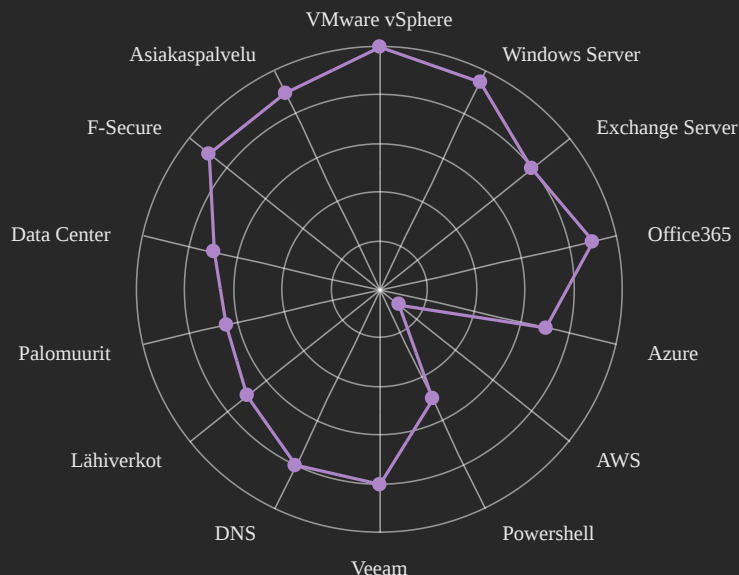 VMware vSphere
Asiakaspalvelu
Windows Server
F-Secure
Exchange Server
Data Center
Office365
Palomuurit
Azure
Lähiverkot
AWS
DNS
Powershell
Veeam